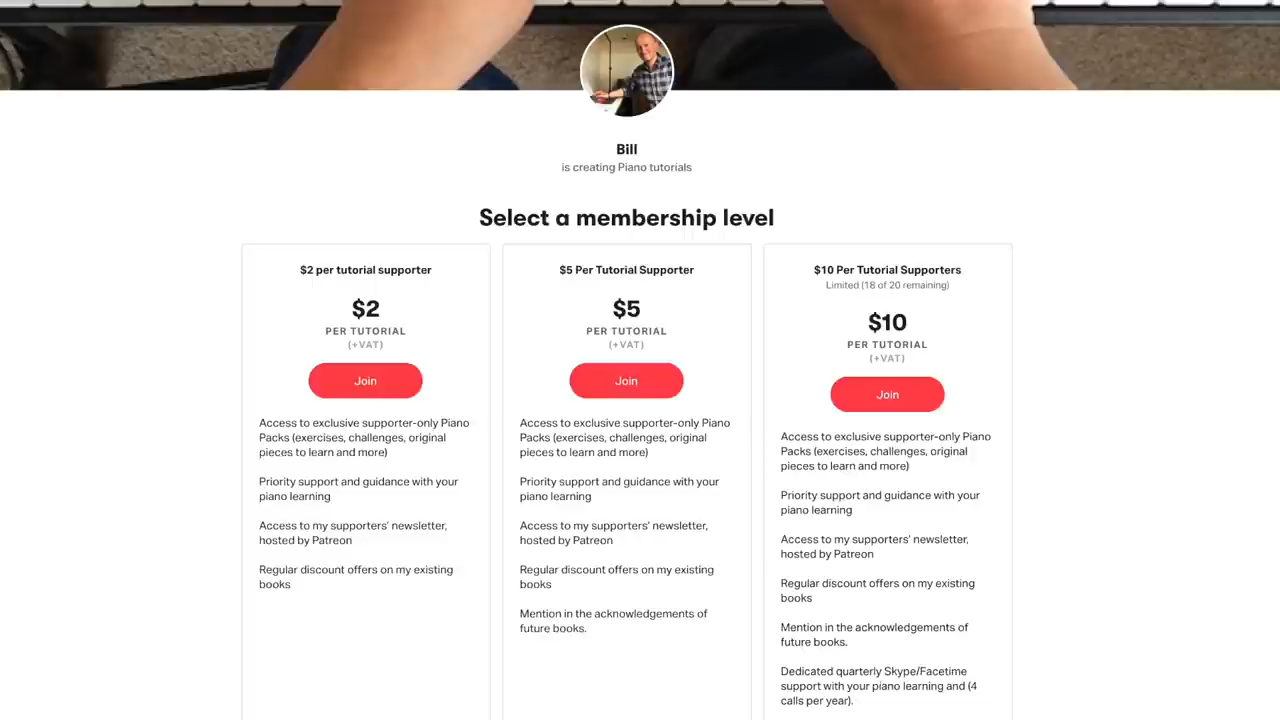 Bill
is creating Piano tutorials
Select a membership level
$2 per tutorial supporter
$2
PER TUTORIAL
(+VAT)
Join
Access to exclusive supporter-only Piano
Packs (exercises, challenges, original
pieces to learn and more)
Priority support and guidance with your
piano learning
Access to my supporters' newsletter,
hosted by Patreon
Regular discount offers on my existing
books
$5 Per Tutorial Supporter
$5
PER TUTORIAL
(+VAT)
Join
Access to exclusive supporter-only Piano
Packs (exercises, challenges, original
pieces to learn and more)
Priority support and guidance with your
piano learning
Access to my supporters' newsletter,
hosted by Patreon
Regular discount offers on my existing
books
Mention in the acknowledgements of
future books.
$10 Per Tutorial Supporters
Limited (18 of 20 remaining)
$10
PER TUTORIAL
(+VAT)
Join
Access to exclusive supporter-only Piano
Packs (exercises, challenges, original
pieces to learn and more)
Priority support and guidance with your
piano learning
Access to my supporters' newsletter,
hosted by Patreon
Regular discount offers on my existing
books
Mention in the acknowledgements of
future books.
Dedicated quarterly Skype/Facetime
support with your piano learning and (4
calls per year).